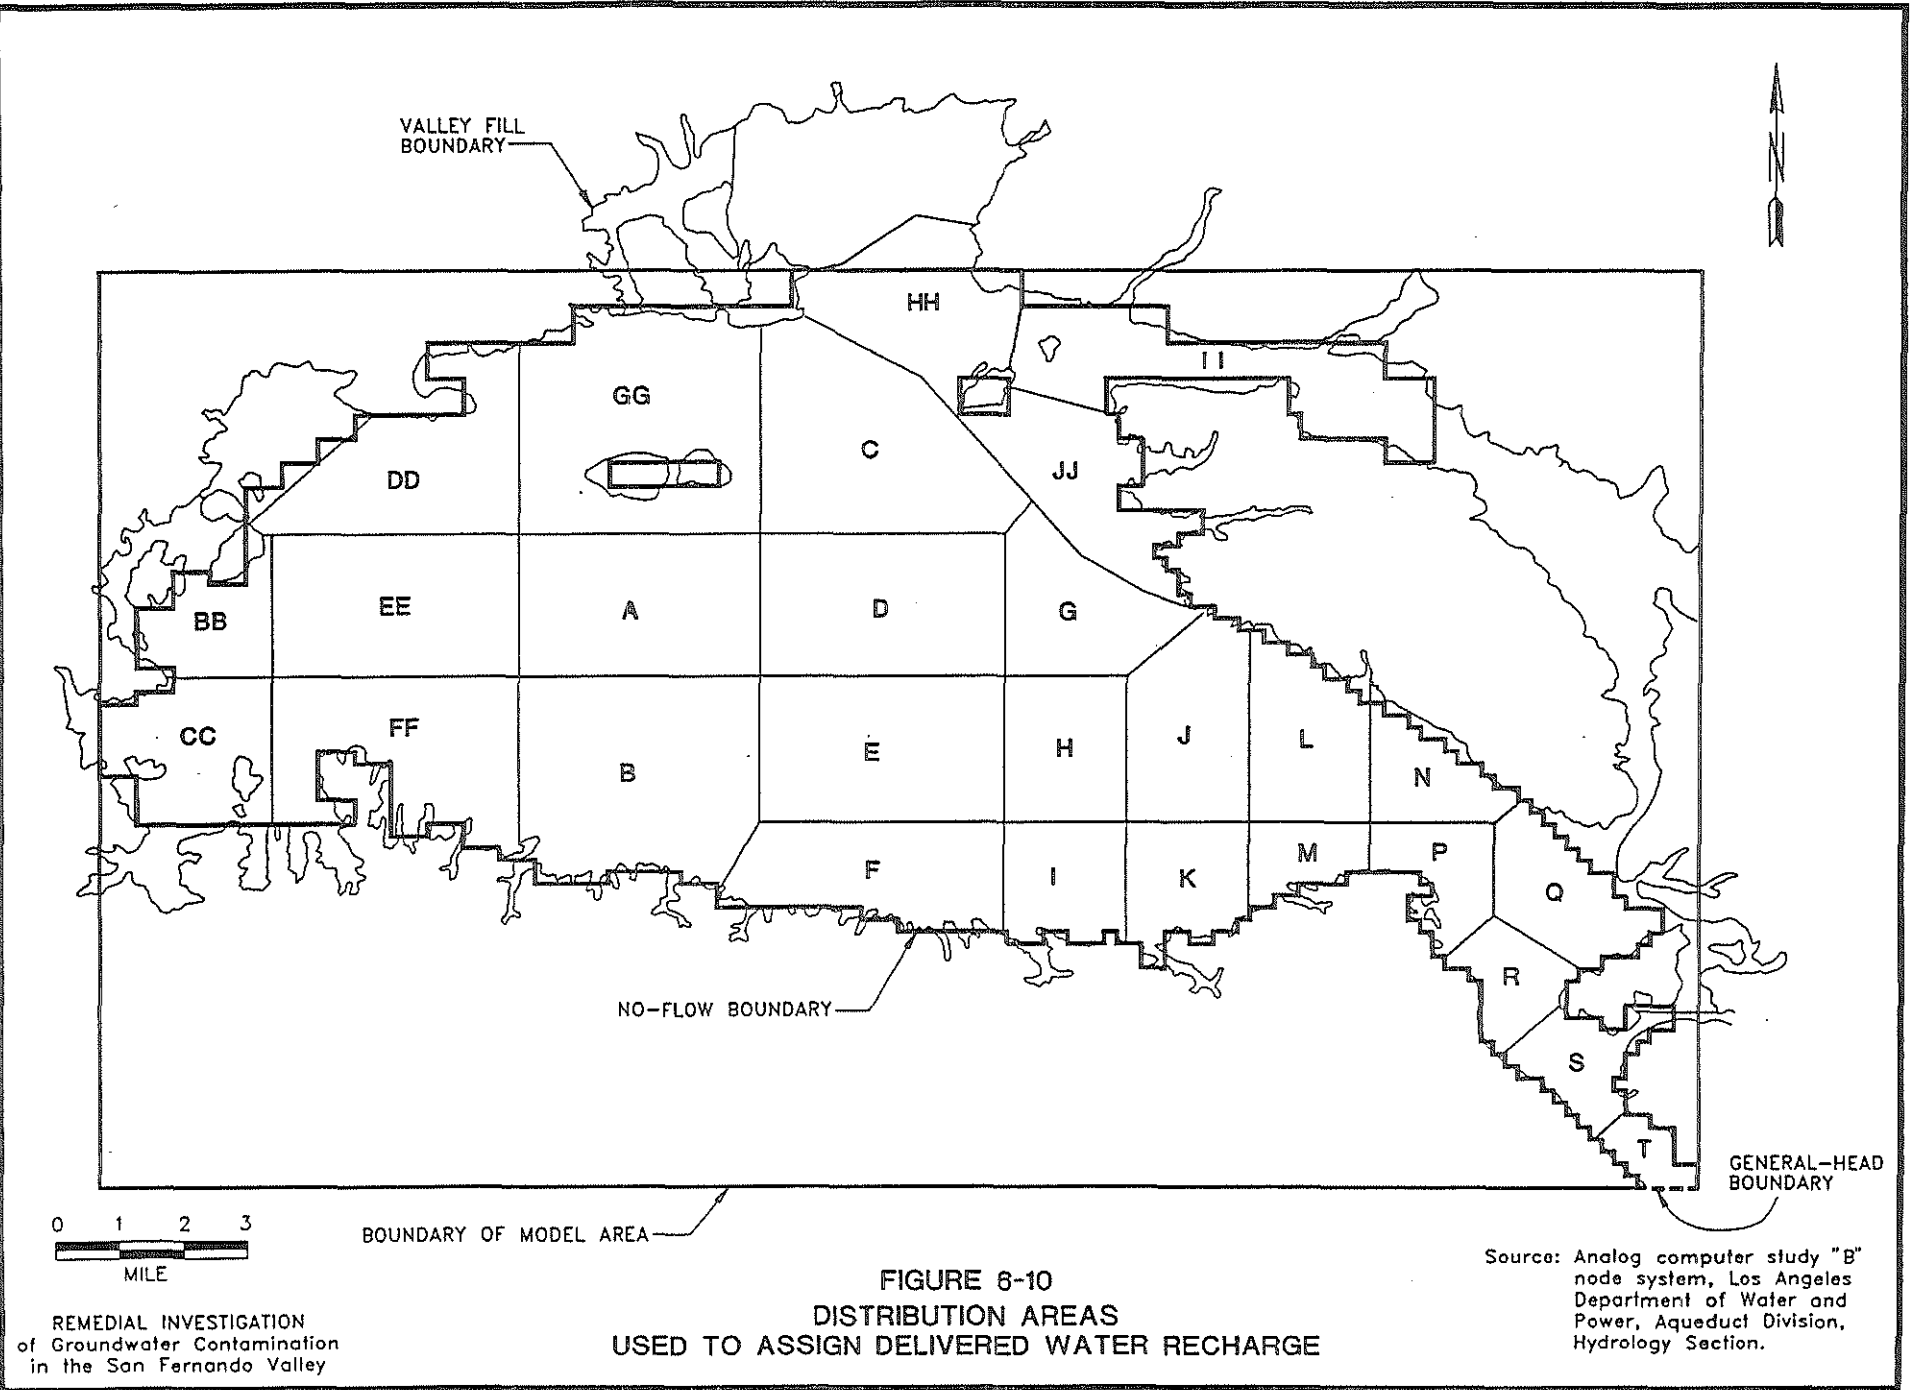 VALLEY FILL
BOUNDARY
N
HH
II
GG
C
DD
JJ
EE
A
D
G
BB
CC
FF
B
E
H
J
L
N
F
I
K
M
P
Q
R
S
T
NO-FLOW BOUNDARY
GENERAL-HEAD
BOUNDARY
0 1 2 3
MILE
BOUNDARY OF MODEL AREA
REMEDIAL INVESTIGATION
of Groundwater Contamination
in the San Fernando Valley
FIGURE 6-10
DISTRIBUTION AREAS
USED TO ASSIGN DELIVERED WATER RECHARGE
Source: Analog computer study "B"
node system, Los Angeles
Department of Water and
Power, Aqueduct Division,
Hydrology Section.